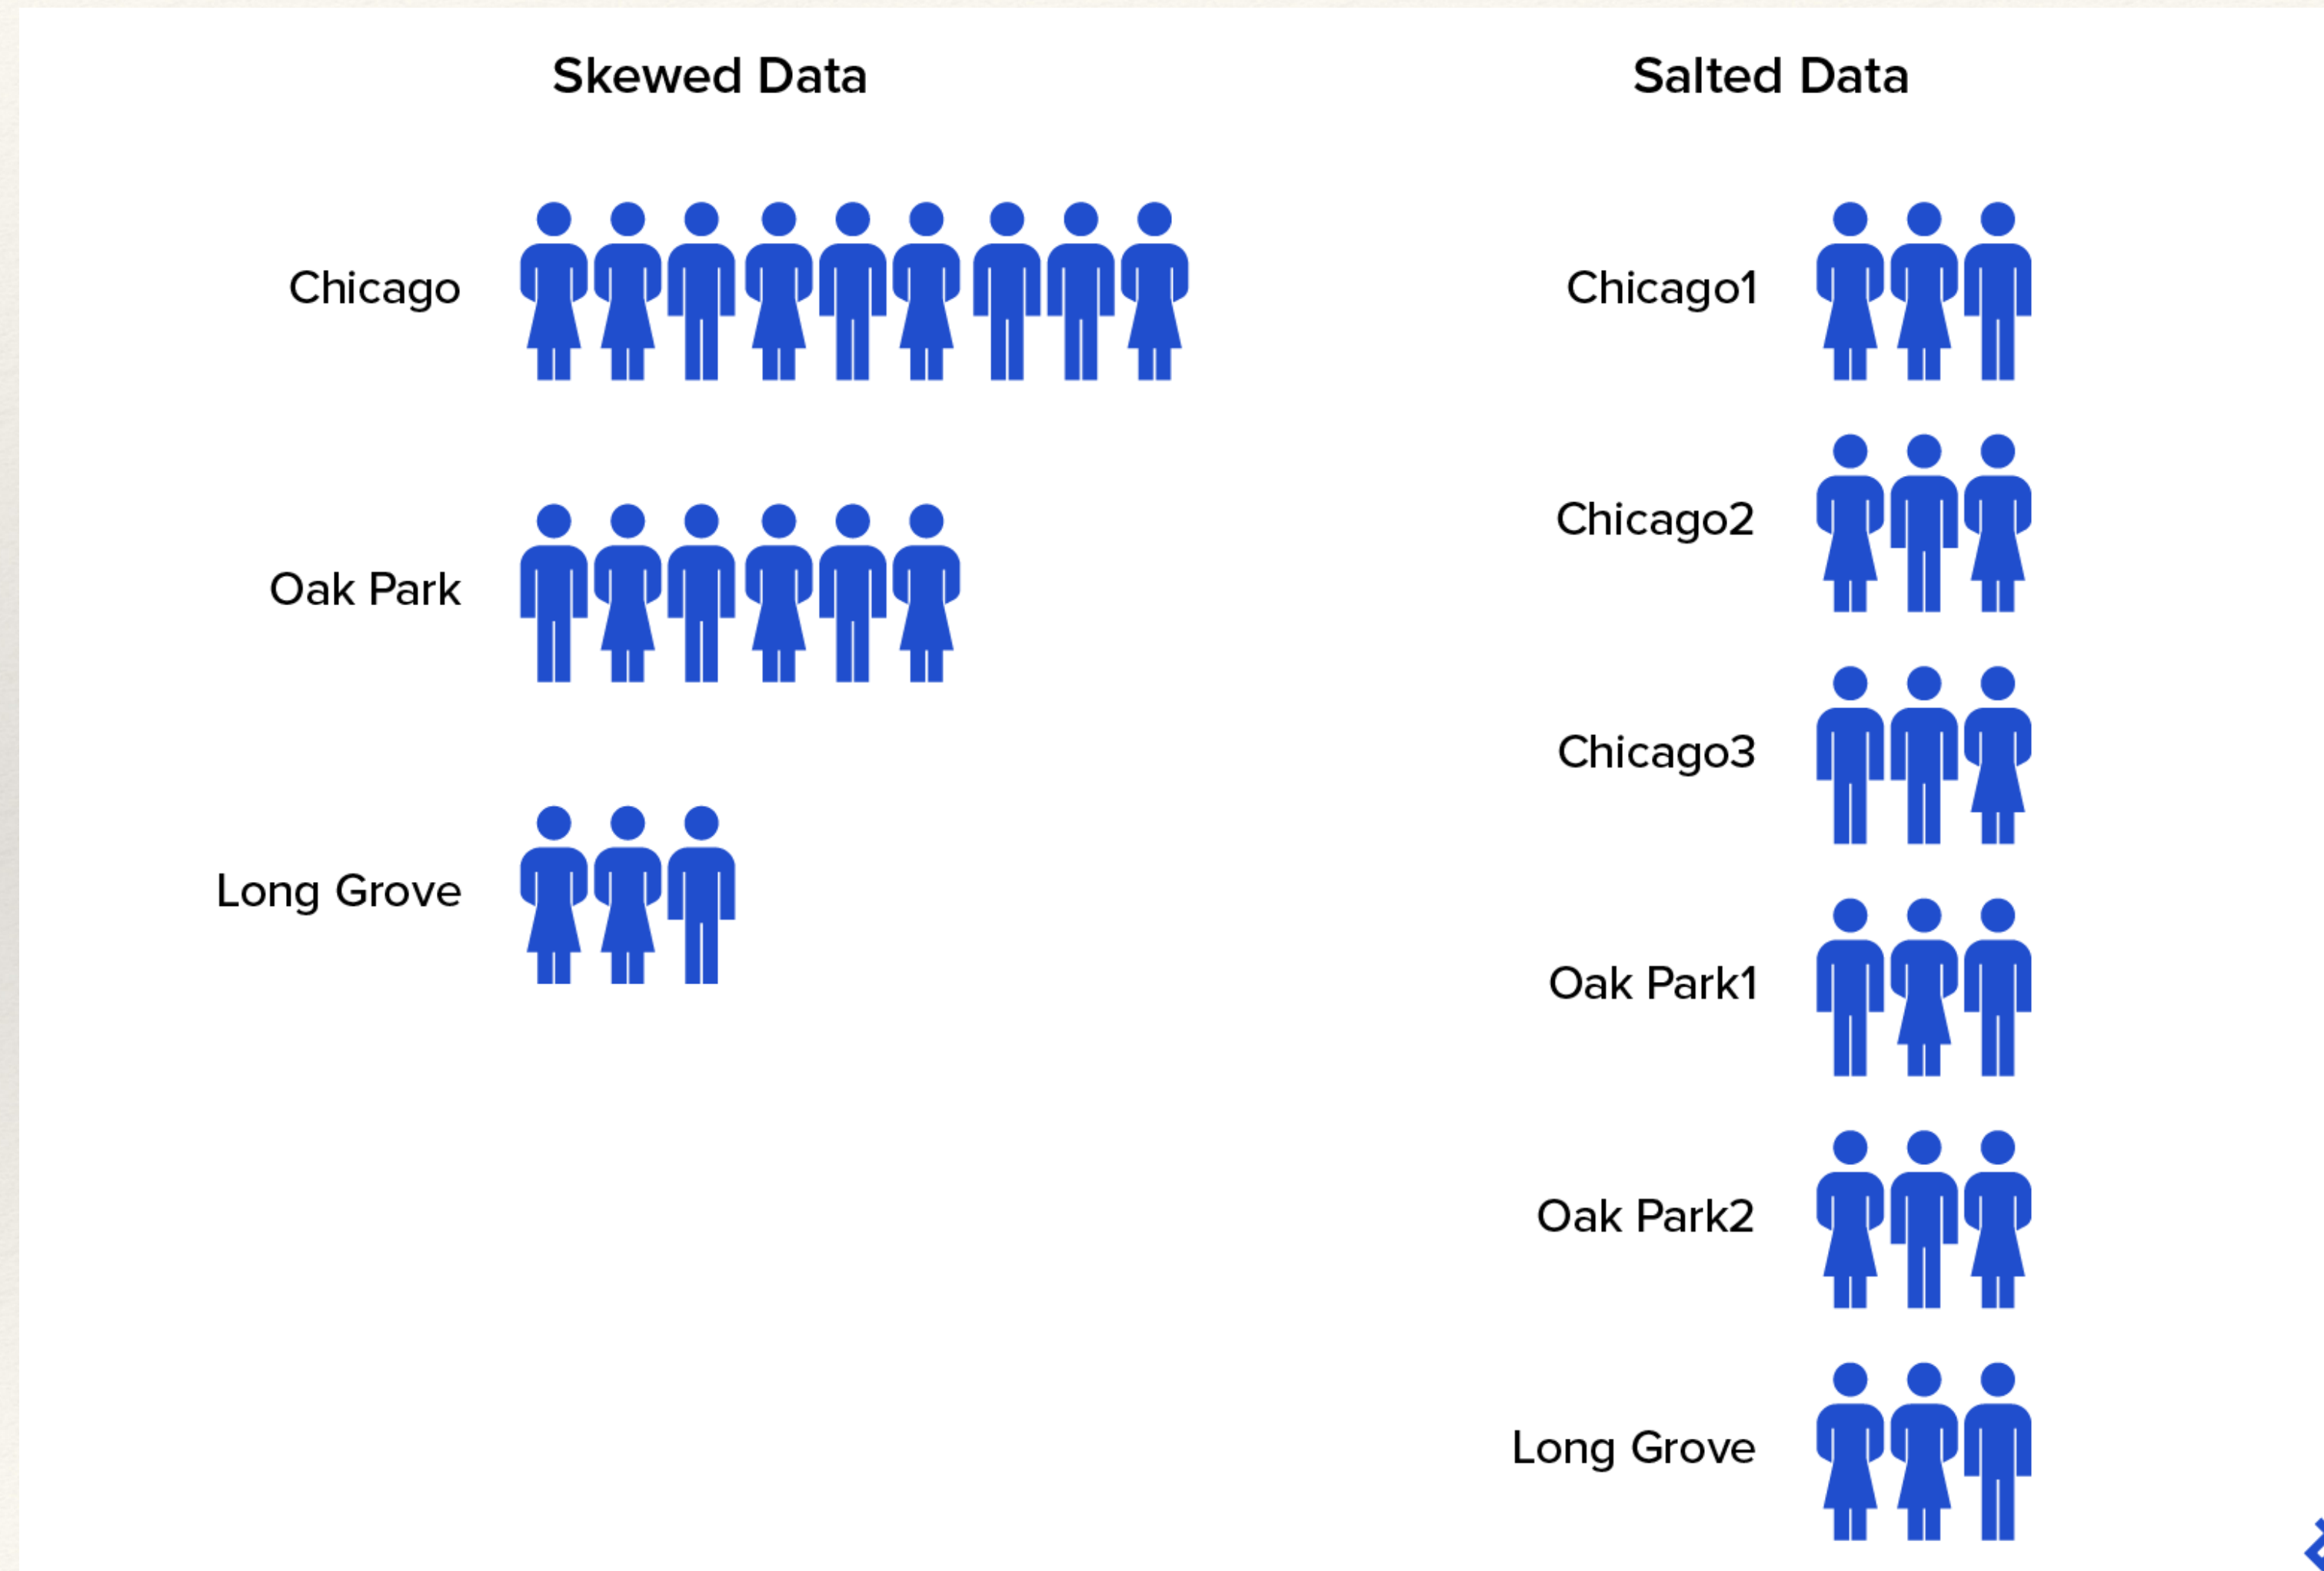 Skewed Data
Chicago
Oak Park
Long Grove
Salted Data
Chicago1
Chicago2
Chicago3
Oak Park1
Oak Park2
Long Grove